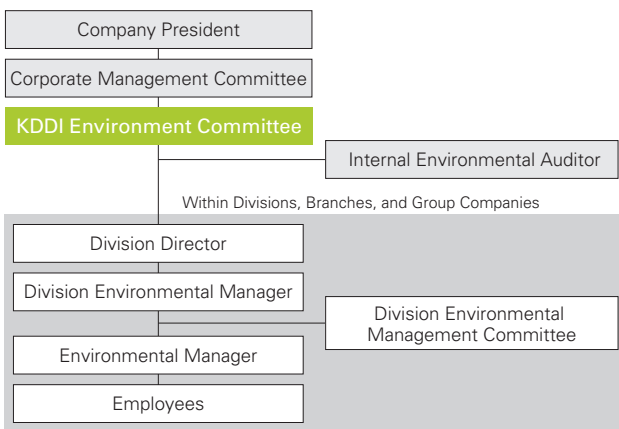 Company President
Corporate Management Committee
KDDI Environment Committee
Internal Environmental Auditor
Within Divisions, Branches, and Group Companies
Division Director
Division Environmental Manager
Division Environmental
Management Committee
Environmental Manager
Employees